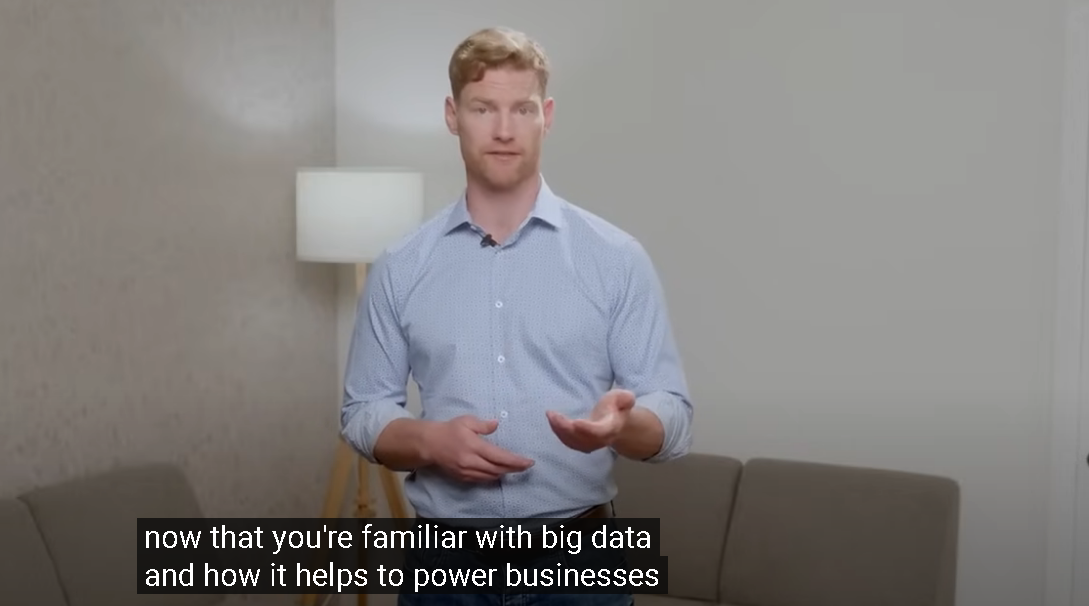 now that you're familiar with big data
and how it helps to power businesses